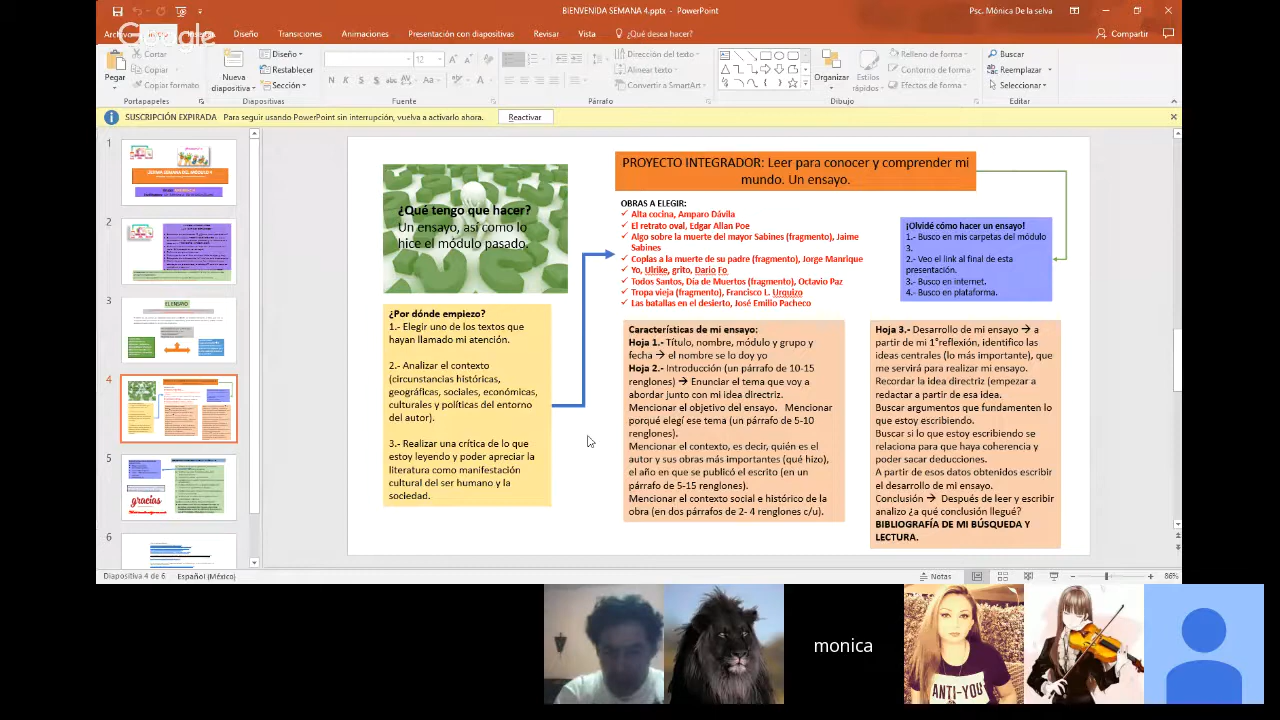 BIENVENIDA SEMANA 4.pptx - PowerPoint
Psc. Mónica De la selva
Google
Archivo
Diseño
Transiciones
Animaciones
Presentación con diapositivas
Revisar
Vista
¿Qué desea hacer?
Compartir
Pegar
Cortar
Copiar
Copiar formato
Portapapeles
Nueva
diapositiva
Diseño
Restablecer
Sección
Diapositivas
12
N K S abc AV Aa A
Fuente
Dirección del texto
Alinear texto
Convertir a SmartArt
Párrafo
Organizar
Estilos
rápidos
Relleno de forma
Contorno de forma
Efectos de forma
Dibujo
Buscar
Reemplazar
Seleccionar
Editar
SUSCRIPCIÓN EXPIRADA Para seguir usando PowerPoint sin interrupción, vuelva a activarlo ahora.
Reactivar
1
2
3
EL ENSAYO
4
5
gracias
6
PROYECTO INTEGRADOR: Leer para conocer y comprender mi
mundo. Un ensayo.
¿Qué tengo que hacer?
Un ensayo, así como lo
hice el módulo pasado.
¿Por dónde empiezo?
1.- Elegir uno de los textos que
hayan llamado mi atención.
2.- Analizar el contexto
(circunstancias históricas,
geográficas, sociales, económicas,
culturales y políticas del entorno
del autor).
Realizar una crítica de lo que
estoy leyendo y poder apreciar la
literatura como manifestación
cultural del ser humano y la
sociedad.
OBRAS A ELEGIR:
✓ Alta cocina, Amparo Dávila
✓ El retrato oval, Edgar Allan Poe
✓ Algo sobre la muerte del mayor Sabines (fragmento), Jaime
Sabines
✓ Coplas a la muerte de su padre (fragmento), Jorge Manrique
✓ Yo, Ulrike, grito, Dario Fo
✓ Todos Santos, Día de Muertos (fragmento), Octavio Paz
✓ Tropa vieja (fragmento), Francisco L. Urquizo
✓ Las batallas en el desierto, José Emilio Pacheco
¿Olvidé cómo hacer un ensayo?
1.- Busco en mis carpetas del módulo
3.
2.- Veo el link al final de esta
presentación.
3.- Busco en internet.
4.- Busco en plataforma.
Características de mi ensayo:
Hoja 1.- Título, nombre, módulo y grupo y
fecha → el nombre se lo doy yo
Hoja 2.- Introducción (un párrafo de 10-15
renglones) → Enunciar el tema que voy a
abordar junto con mi idea directriz.
Mencionar el objetivo del ensayo. Mencionar
porque elegí ese tema (un párrafo de 5-10
renglones).
Mencionar el contexto, es decir, quién es el
autor y sus obras más importantes (qué hizo),
el año en que se publicó el escrito (en un
párrafo de 5-15 renglones).
Mencionar el contexto social e histórico de la
obra (en dos párrafos de 2- 4 renglones c/u).
Hoja 3.- Desarrollo de mi ensayo → a
partir de mi 1°reflexión, identifico las
ideas centrales (lo más importante), que
me servirá para realizar mi ensayo.
Recordar la idea directriz (empezar a
redactar a partir de esa idea.
Buscar argumentos que fundamenten lo
que estoy escribiendo.
Buscar si lo que estoy escribiendo se
relaciona para que haya coherencia y
poder sacar deducciones.
A partir de esos datos obtenidos escribir
el desarrollo de mi ensayo.
→ Después de leer y escribir
analizo ¿a qué conclusión llegué?
BIBLIOGRAFÍA DE MI BÚSQUEDA Y
LECTURA.
Diapositiva 4 de 6 Español (México)
Notas
86%
monica
ANTI-YOU